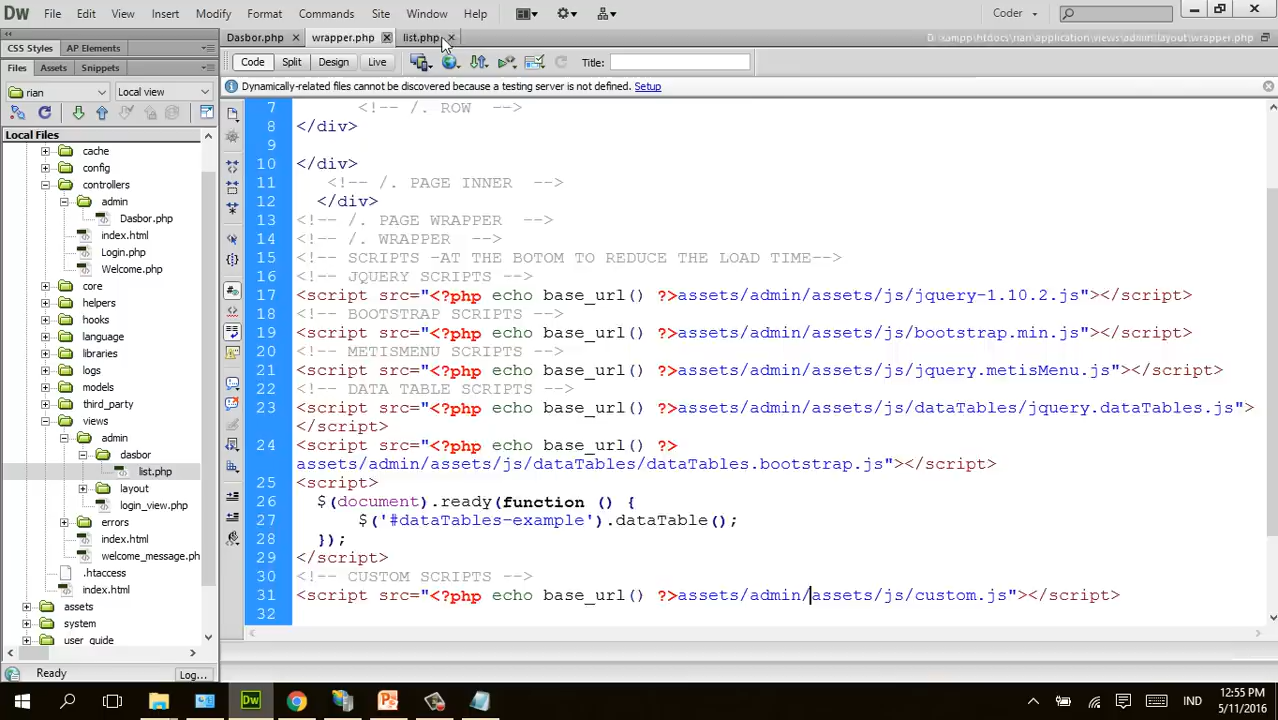 Dw File Edit View Insert Modify Format Commands Site Window Help Coder
CSS Styles AP Elements
Files Assets Snippets
rian Local view
Local Files
cache
config
controllers
admin
Dasbor.php
index.html
Login.php
Welcome.php
core
helpers
hooks
language
libraries
logs
models
third_party
views
admin
dasbor
list.php
layout
login_view.php
errors
index.html
welcome_message.ph
.htaccess
index.html
assets
system
user_guide
Ready Log...
Dasbor.php wrapper.php list.php D:\xampp\htdocs\rian\application\views\admin\layout\wrapper.php
Code Split Design Live Title:
Dynamically-related files cannot be discovered because a testing server is not defined. Setup
7 <!-- /. ROW -->
8 </div>
9
10 </div>
11 <!-- /. PAGE INNER -->
12 </div>
13 <!-- /. PAGE WRAPPER -->
14 <!-- /. WRAPPER -->
15 <!-- SCRIPTS -AT THE BOTOM TO REDUCE THE LOAD TIME-->
16 <!-- JQUERY SCRIPTS -->
17 <script src="<?php echo base_url() ?>assets/admin/assets/js/jquery-1.10.2.js"></script>
18 <!-- BOOTSTRAP SCRIPTS -->
19 <script src="<?php echo base_url() ?>assets/admin/assets/js/bootstrap.min.js"></script>
20 <!-- METISMENU SCRIPTS -->
21 <script src="<?php echo base_url() ?>assets/admin/assets/js/jquery.metisMenu.js"></script>
22 <!-- DATA TABLE SCRIPTS -->
23 <script src="<?php echo base_url() ?>assets/admin/assets/js/dataTables/jquery.dataTables.js">
</script>
24 <script src="<?php echo base_url() ?>
assets/admin/assets/js/dataTables/dataTables.bootstrap.js"></script>
25 <script>
26 $(document).ready(function () {
27 $('#dataTables-example').dataTable();
28 });
29 </script>
30 <!-- CUSTOM SCRIPTS -->
31 <script src="<?php echo base_url() ?>assets/admin/assets/js/custom.js"></script>
32
Dw IND 12:55 PM
5/11/2016